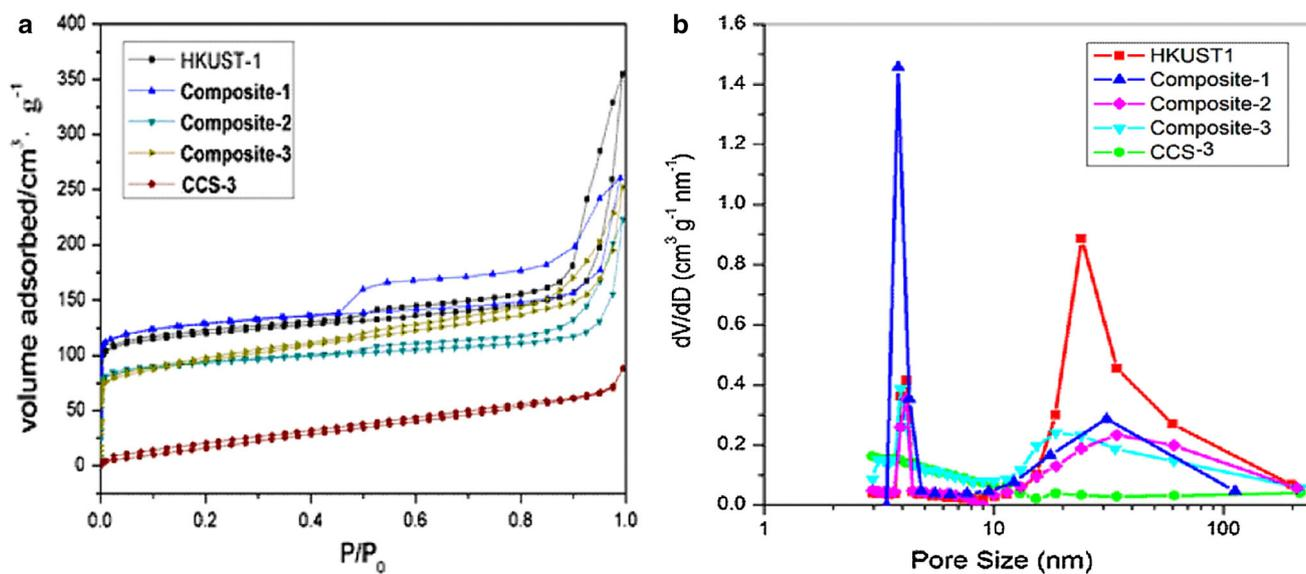 a
volume adsorbed/cm³· g⁻¹
400
350
300
250
200
150
100
50
0
HKUST-1
Composite-1
Composite-2
Composite-3
CCS-3
0.0 0.2 0.4 0.6 0.8 1.0
P/P₀
b
dV/dD (cm³ g⁻¹ nm⁻¹)
1.6
1.4
1.2
1.0
0.8
0.6
0.4
0.2
0.0
HKUST1
Composite-1
Composite-2
Composite-3
CCS-3
1 10 100
Pore Size (nm)